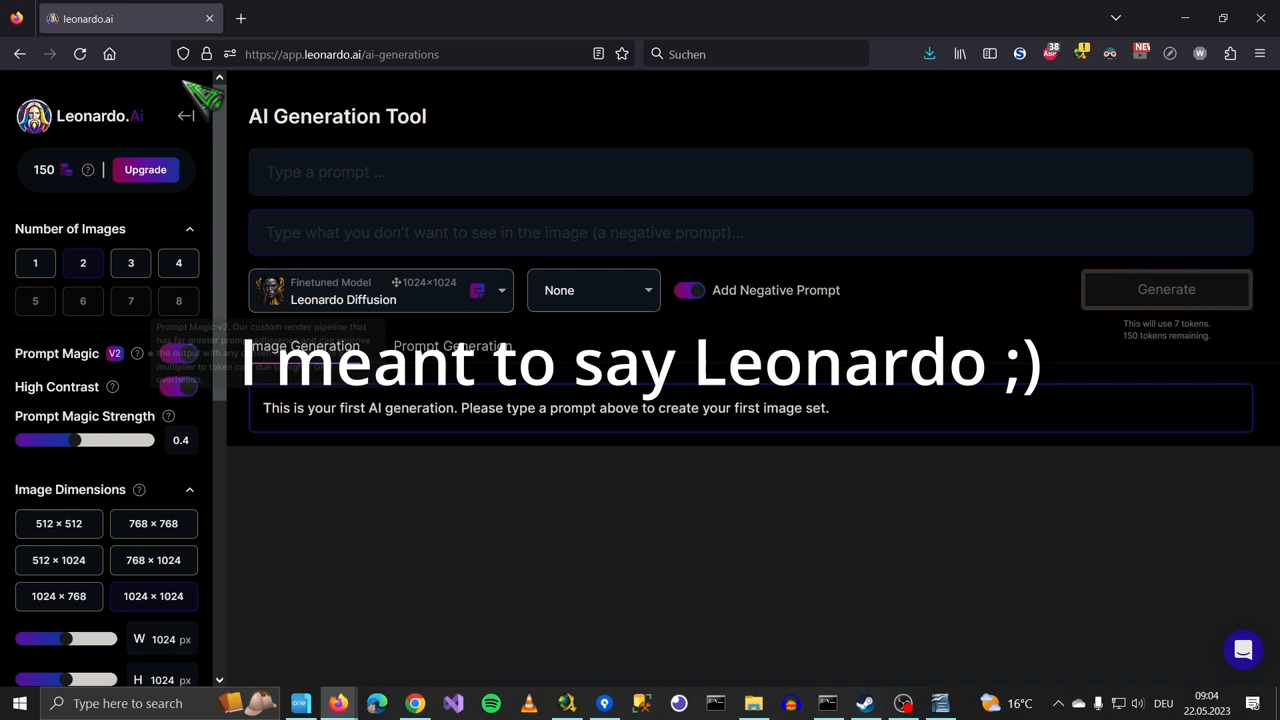 leonardo.ai
https://app.leonardo.ai/ai-generations
Suchen
38
NEW
Leonardo.Ai
150
Upgrade
Number of Images
1 2 3 4
5 6 7 8
Prompt Magic V2
High Contrast
Prompt Magic Strength
0.4
Image Dimensions
512 × 512 768 × 768
512 × 1024 768 × 1024
1024 × 768 1024 × 1024
W 1024 px
H 1024 px
AI Generation Tool
Type a prompt ...
Type what you don't want to see in the image (a negative prompt)...
Finetuned Model 1024×1024
Leonardo Diffusion
None
Add Negative Prompt
Generate
This will use 7 tokens.
150 tokens remaining.
Image Generation Prompt Generation
I meant to say Leonardo ;)
This is your first AI generation. Please type a prompt above to create your first image set.
Type here to search
one
16°C
DEU
09:04
22.05.2023